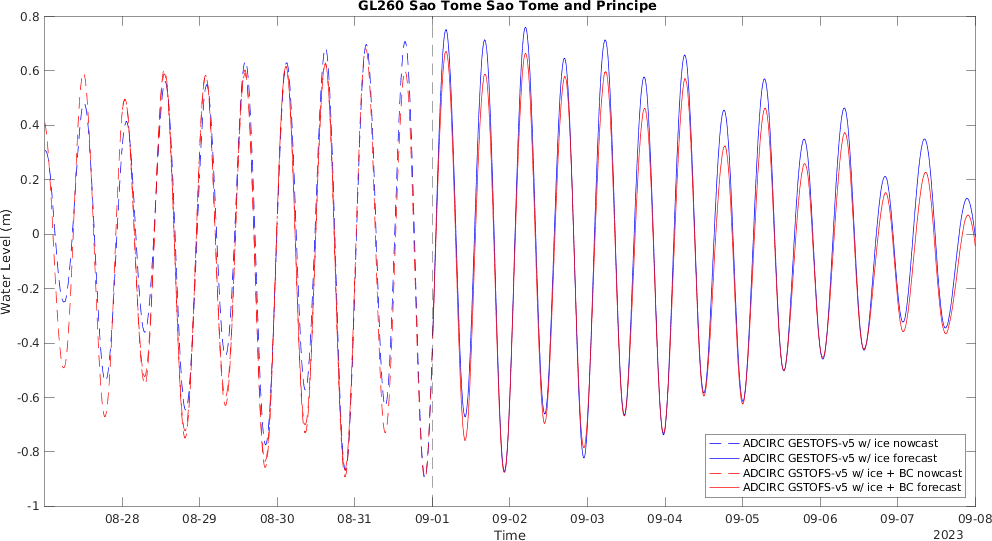 GL260 Sao Tome Sao Tome and Principe
0.8
0.6
0.4
0.2
0
-0.2
-0.4
-0.6
-0.8
-1
Water Level (m)
ADCIRC GESTOFS-v5 w/ ice nowcast
ADCIRC GESTOFS-v5 w/ ice forecast
ADCIRC GSTOFS-v5 w/ ice + BC nowcast
ADCIRC GSTOFS-v5 w/ ice + BC forecast
08-28 08-29 08-30 08-31 09-01 09-02 09-03 09-04 09-05 09-06 09-07 09-08
Time
2023